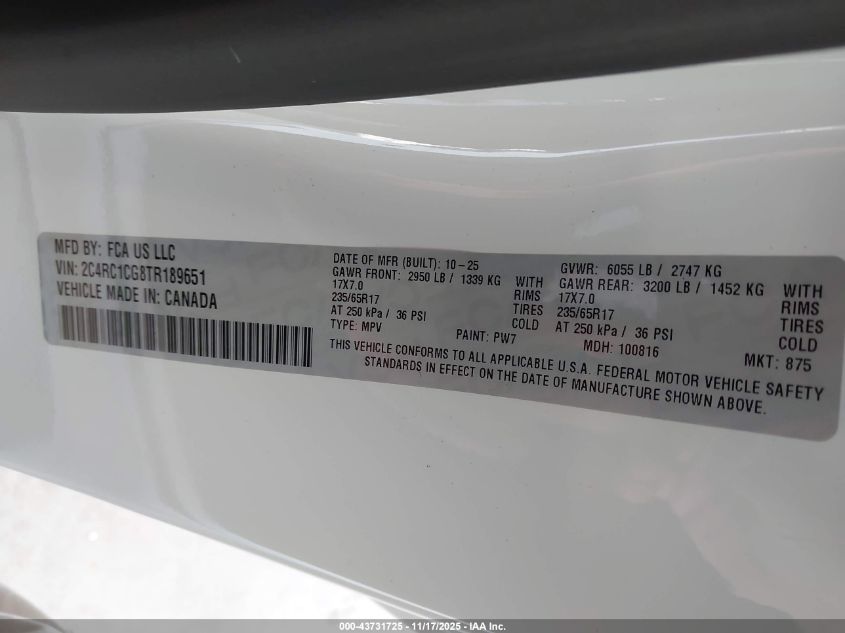 MFD BY: FCA US LLC
VIN: 2C4RC1CG8TR189651
VEHICLE MADE IN: CANADA
DATE OF MFR (BUILT): 10-25
GAWR FRONT: 2950 LB / 1339 KG WITH
17X7.0 RIMS
235/65R17 TIRES
AT 250 kPa / 36 PSI COLD
TYPE: MPV PAINT: PW7
GVWR: 6055 LB / 2747 KG
GAWR REAR: 3200 LB / 1452 KG WITH
17X7.0 RIMS
235/65R17 TIRES
AT 250 kPa / 36 PSI COLD
MDH: 100816 MKT: 875
THIS VEHICLE CONFORMS TO ALL APPLICABLE U.S.A. FEDERAL MOTOR VEHICLE SAFETY
STANDARDS IN EFFECT ON THE DATE OF MANUFACTURE SHOWN ABOVE.
000-43731725 — 11/17/2025 — IAA Inc.